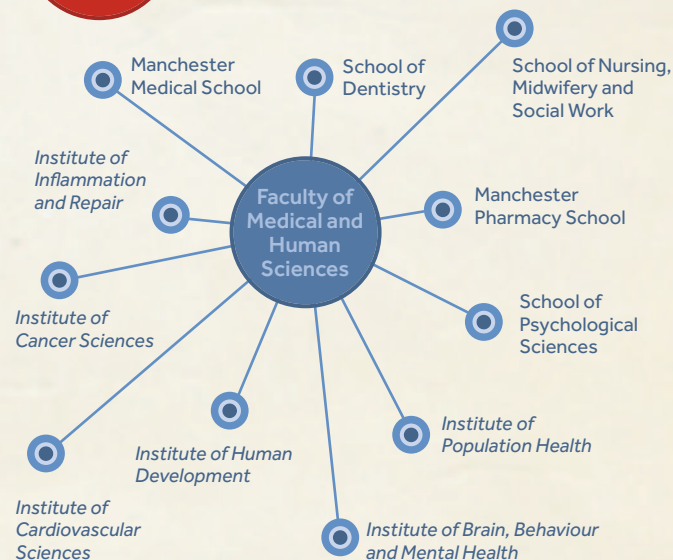 Manchester
Medical School
School of
Dentistry
School of Nursing,
Midwifery and
Social Work
Institute of
Inflammation
and Repair
Faculty of
Medical and
Human
Sciences
Manchester
Pharmacy School
Institute of
Cancer Sciences
School of
Psychological
Sciences
Institute of Human
Development
Institute of
Population Health
Institute of
Cardiovascular
Sciences
Institute of Brain, Behaviour
and Mental Health